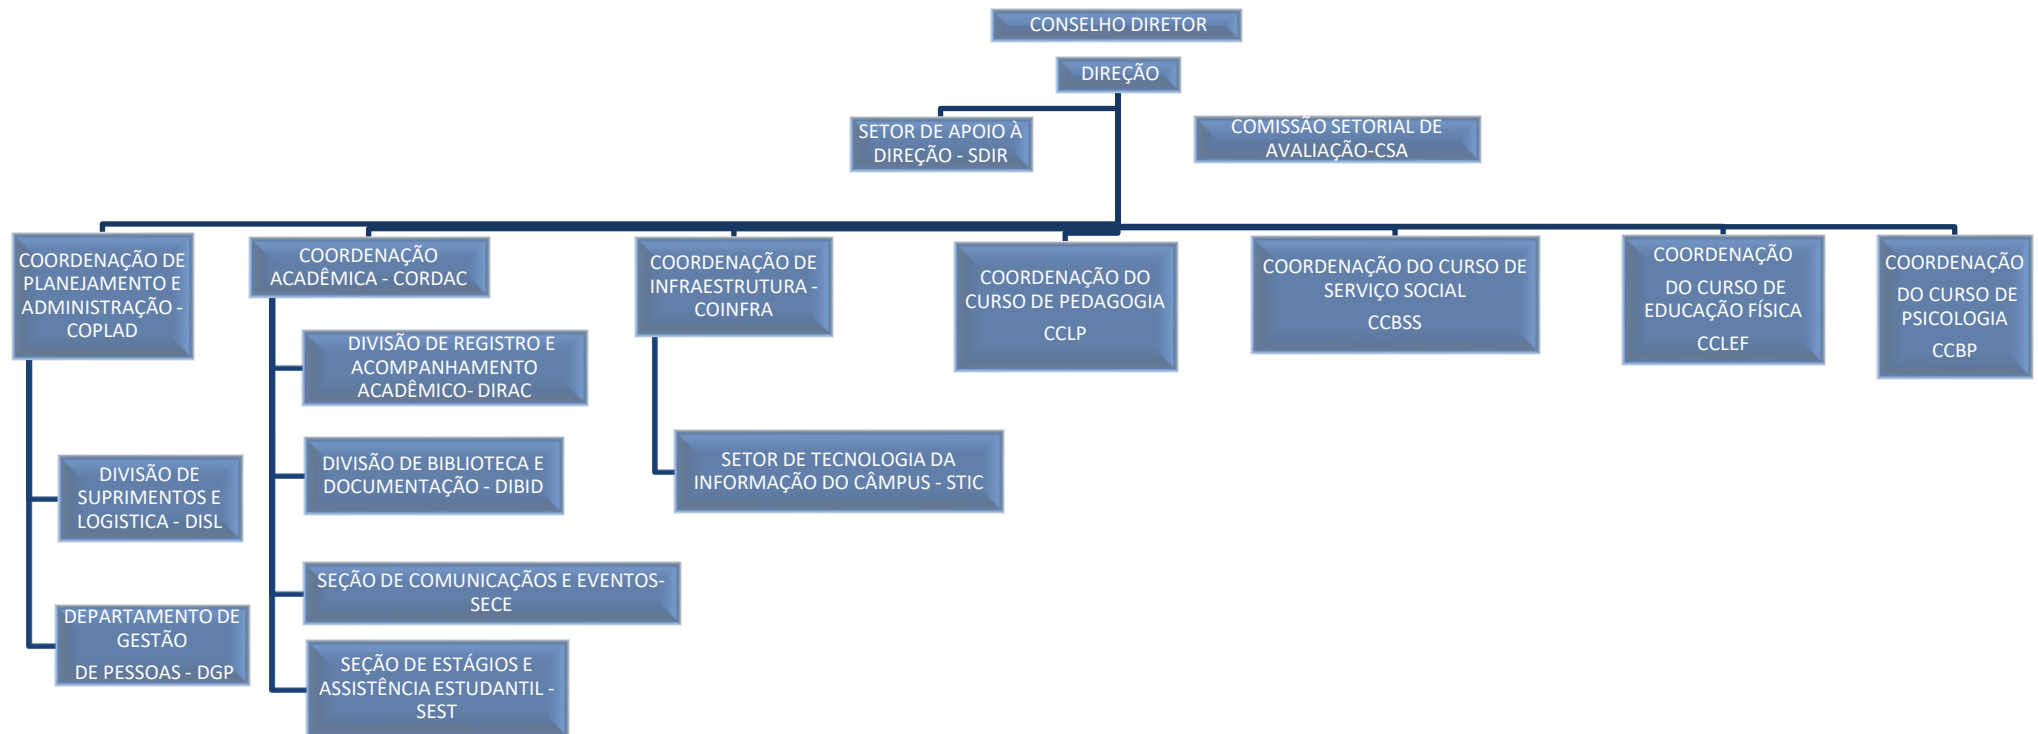 CONSELHO DIRETOR
DIREÇÃO
SETOR DE APOIO À
DIREÇÃO - SDIR
COMISSÃO SETORIAL DE
AVALIAÇÃO-CSA
COORDENAÇÃO DE
PLANEJAMENTO E
ADMINISTRAÇÃO -
COPLAD
DIVISÃO DE
SUPRIMENTOS E
LOGISTICA - DISL
DEPARTAMENTO DE
GESTÃO
DE PESSOAS - DGP
COORDENAÇÃO
ACADÊMICA - CORDAC
DIVISÃO DE REGISTRO E
ACOMPANHAMENTO
ACADÊMICO- DIRAC
DIVISÃO DE BIBLIOTECA E
DOCUMENTAÇÃO - DIBID
SEÇÃO DE COMUNICAÇÃOS E EVENTOS-
SECE
SEÇÃO DE ESTÁGIOS E
ASSISTÊNCIA ESTUDANTIL -
SEST
COORDENAÇÃO DE
INFRAESTRUTURA -
COINFRA
SETOR DE TECNOLOGIA DA
INFORMAÇÃO DO CÂMPUS - STIC
COORDENAÇÃO DO
CURSO DE PEDAGOGIA
CCLP
COORDENAÇÃO DO CURSO DE
SERVIÇO SOCIAL
CCBSS
COORDENAÇÃO
DO CURSO DE
EDUCAÇÃO FÍSICA
CCLEF
COORDENAÇÃO
DO CURSO DE
PSICOLOGIA
CCBP